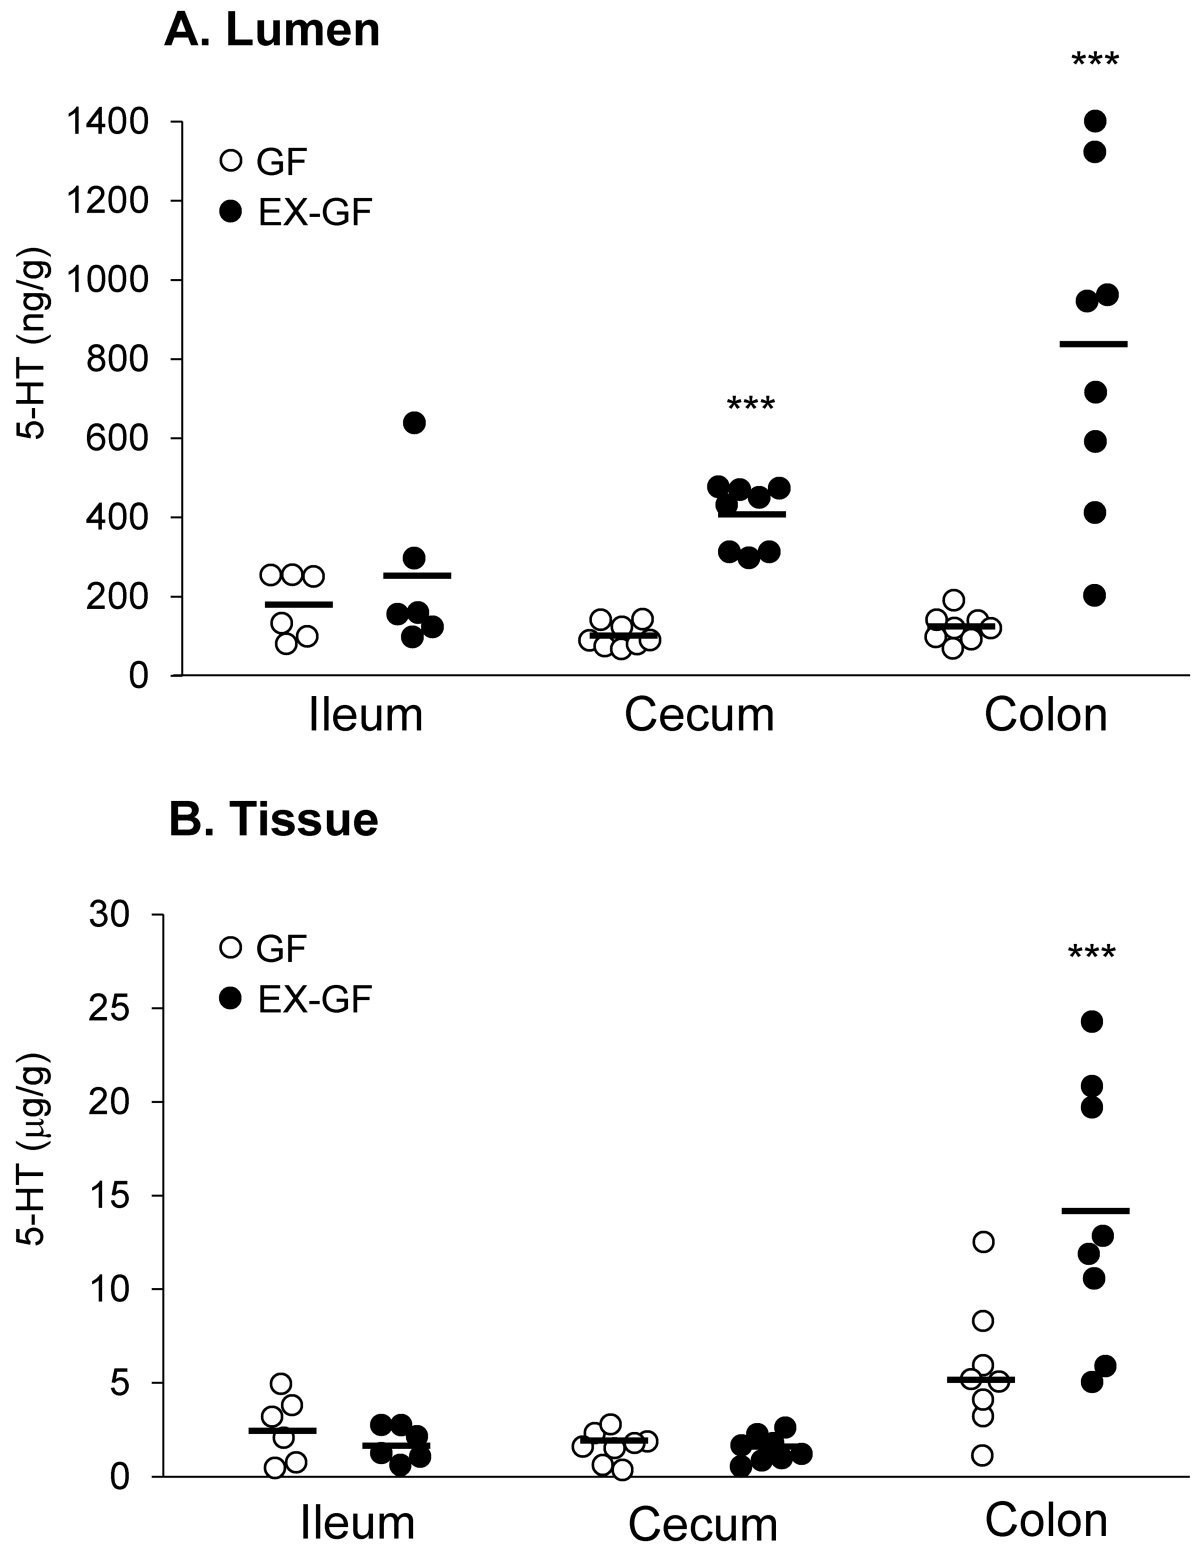 A. Lumen
***
1400
GF
1200
EX-GF
1000
5-HT (ng/g)
800
***
600
400
200
0
Ileum Cecum Colon
B. Tissue
30
GF
***
EX-GF
25
20
5-HT (µg/g)
15
10
5
0
Ileum Cecum Colon